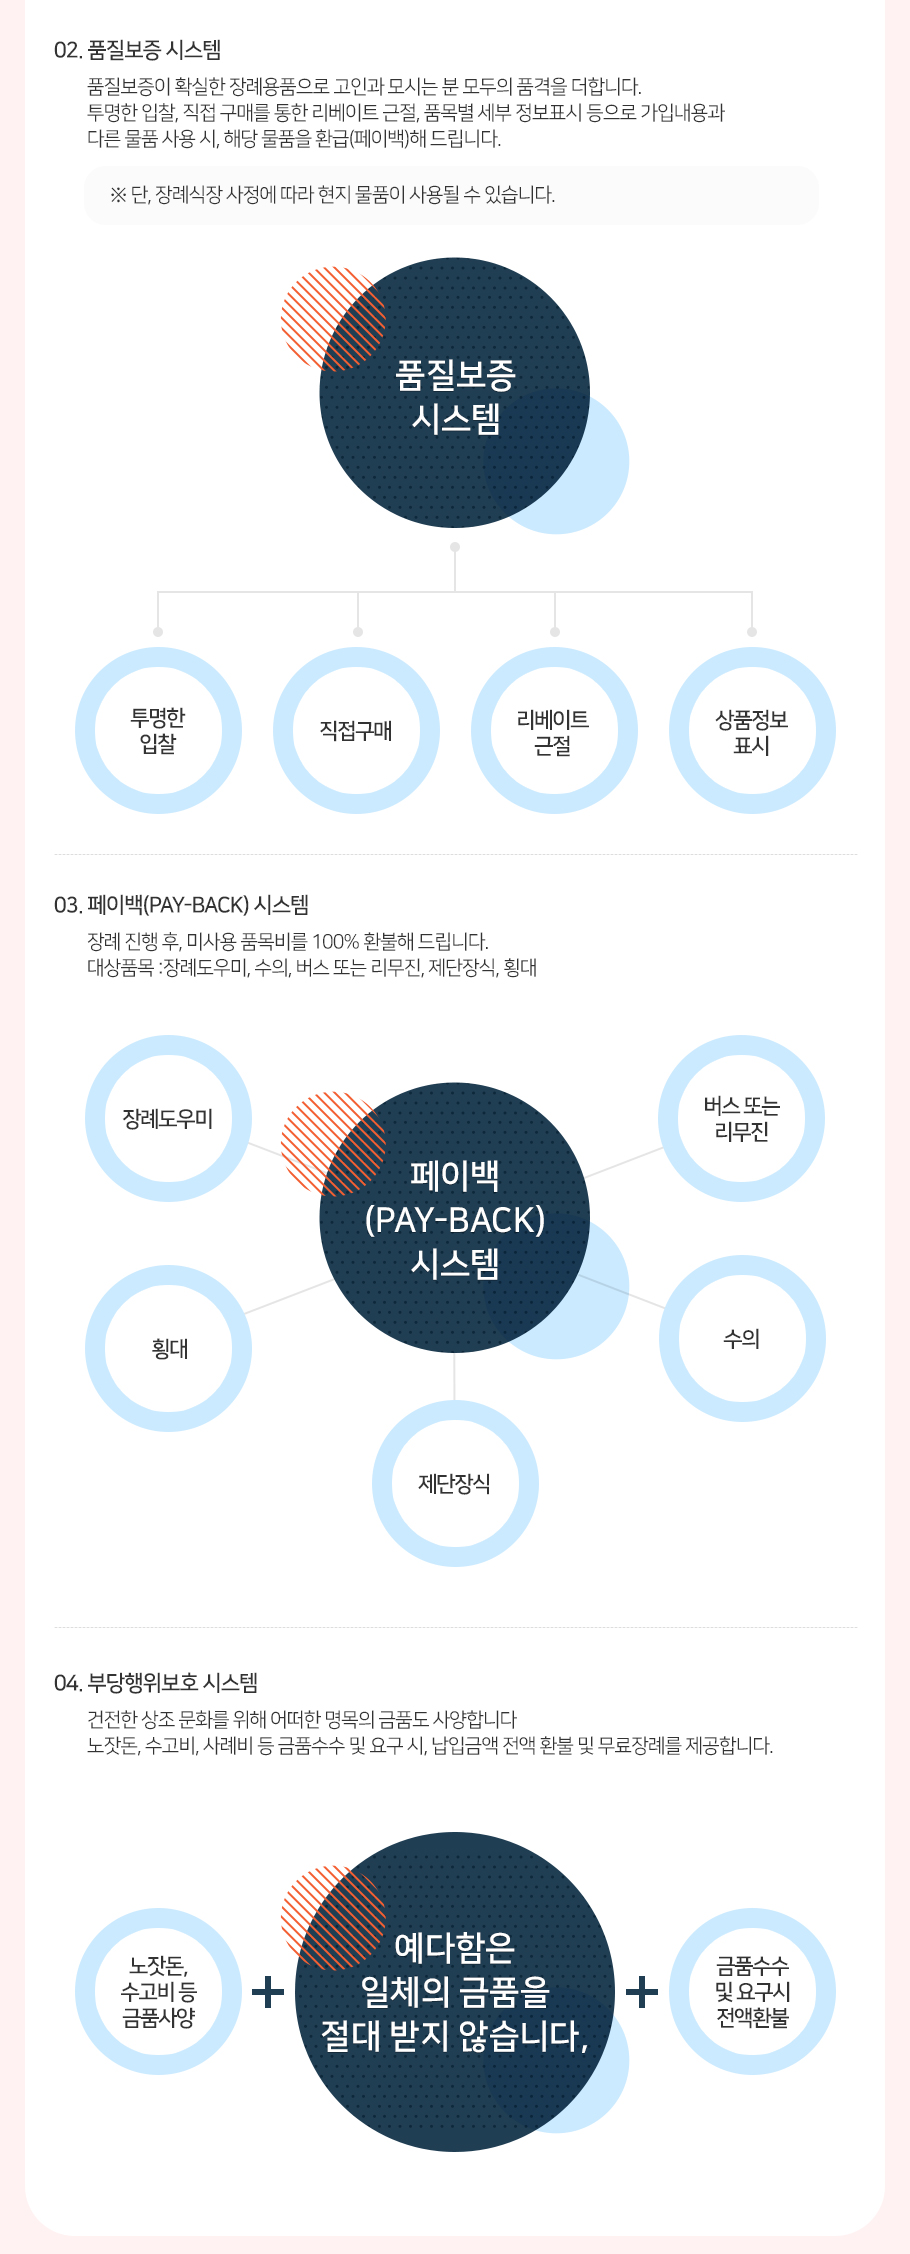 02. 품질보증 시스템
품질보증이 확실한 장례용품으로 고인과 모시는 분 모두의 품격을 더합니다.
투명한 입찰, 직접 구매를 통한 리베이트 근절, 품목별 세부 정보표시 등으로 가입내용과
다른 물품 사용 시, 해당 물품을 환급(페이백)해 드립니다.
※ 단, 장례식장 사정에 따라 현지 물품이 사용될 수 있습니다.
품질보증
시스템
투명한
입찰
직접구매
리베이트
근절
상품정보
표시
03. 페이백(PAY-BACK) 시스템
장례 진행 후, 미사용 품목비를 100% 환불해 드립니다.
대상품목 :장례도우미, 수의, 버스 또는 리무진, 제단장식, 횡대
장례도우미
버스 또는
리무진
페이백
(PAY-BACK)
시스템
횡대
수의
제단장식
04. 부당행위보호 시스템
건전한 상조 문화를 위해 어떠한 명목의 금품도 사양합니다
노잣돈, 수고비, 사례비 등 금품수수 및 요구 시, 납입금액 전액 환불 및 무료장례를 제공합니다.
노잣돈,
수고비 등
금품사양
+
예다함은
일체의 금품을
절대 받지 않습니다,
+
금품수수
및 요구시
전액환불